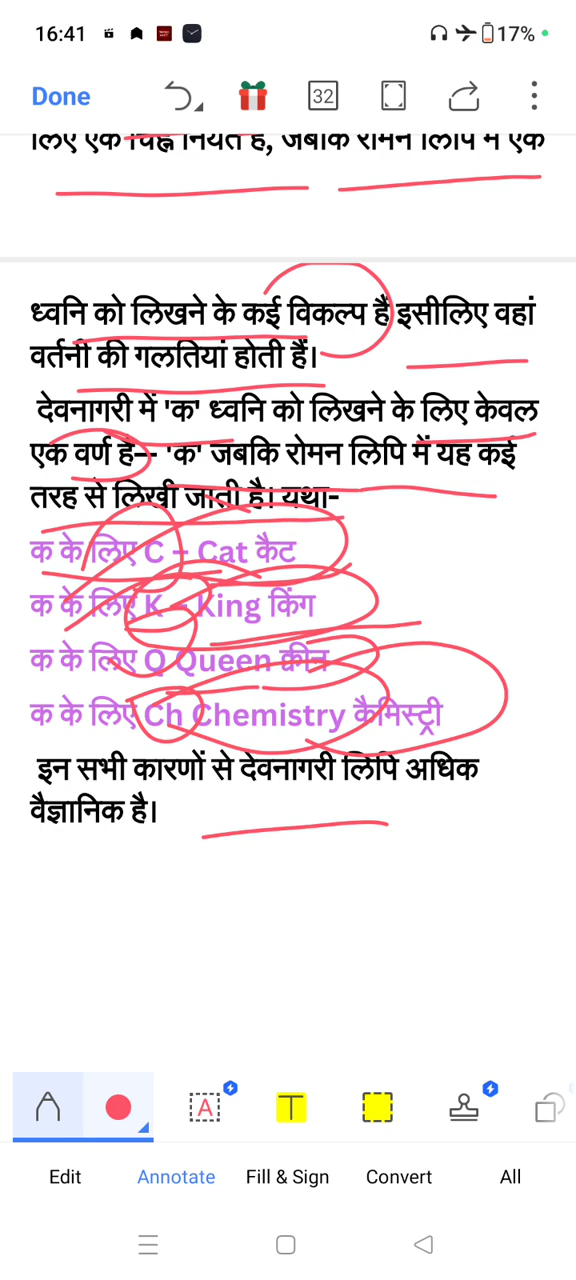 16:41
17%
Done
32
लिए एक चिह्न नियत है, जबकि रोमन लिपि में एक
ध्वनि को लिखने के कई विकल्प हैं इसीलिए वहां
वर्तनी की गलतियां होती हैं।
देवनागरी में 'क' ध्वनि को लिखने के लिए केवल
एक वर्ण है-- 'क' जबकि रोमन लिपि में यह कई
तरह से लिखी जाती है। यथा-
क के लिए C - Cat कैट
क के लिए K - King किंग
क के लिए Q Queen क्वीन
क के लिए Ch Chemistry कैमिस्ट्री
इन सभी कारणों से देवनागरी लिपि अधिक
वैज्ञानिक है।
A T
Edit Annotate Fill & Sign Convert All